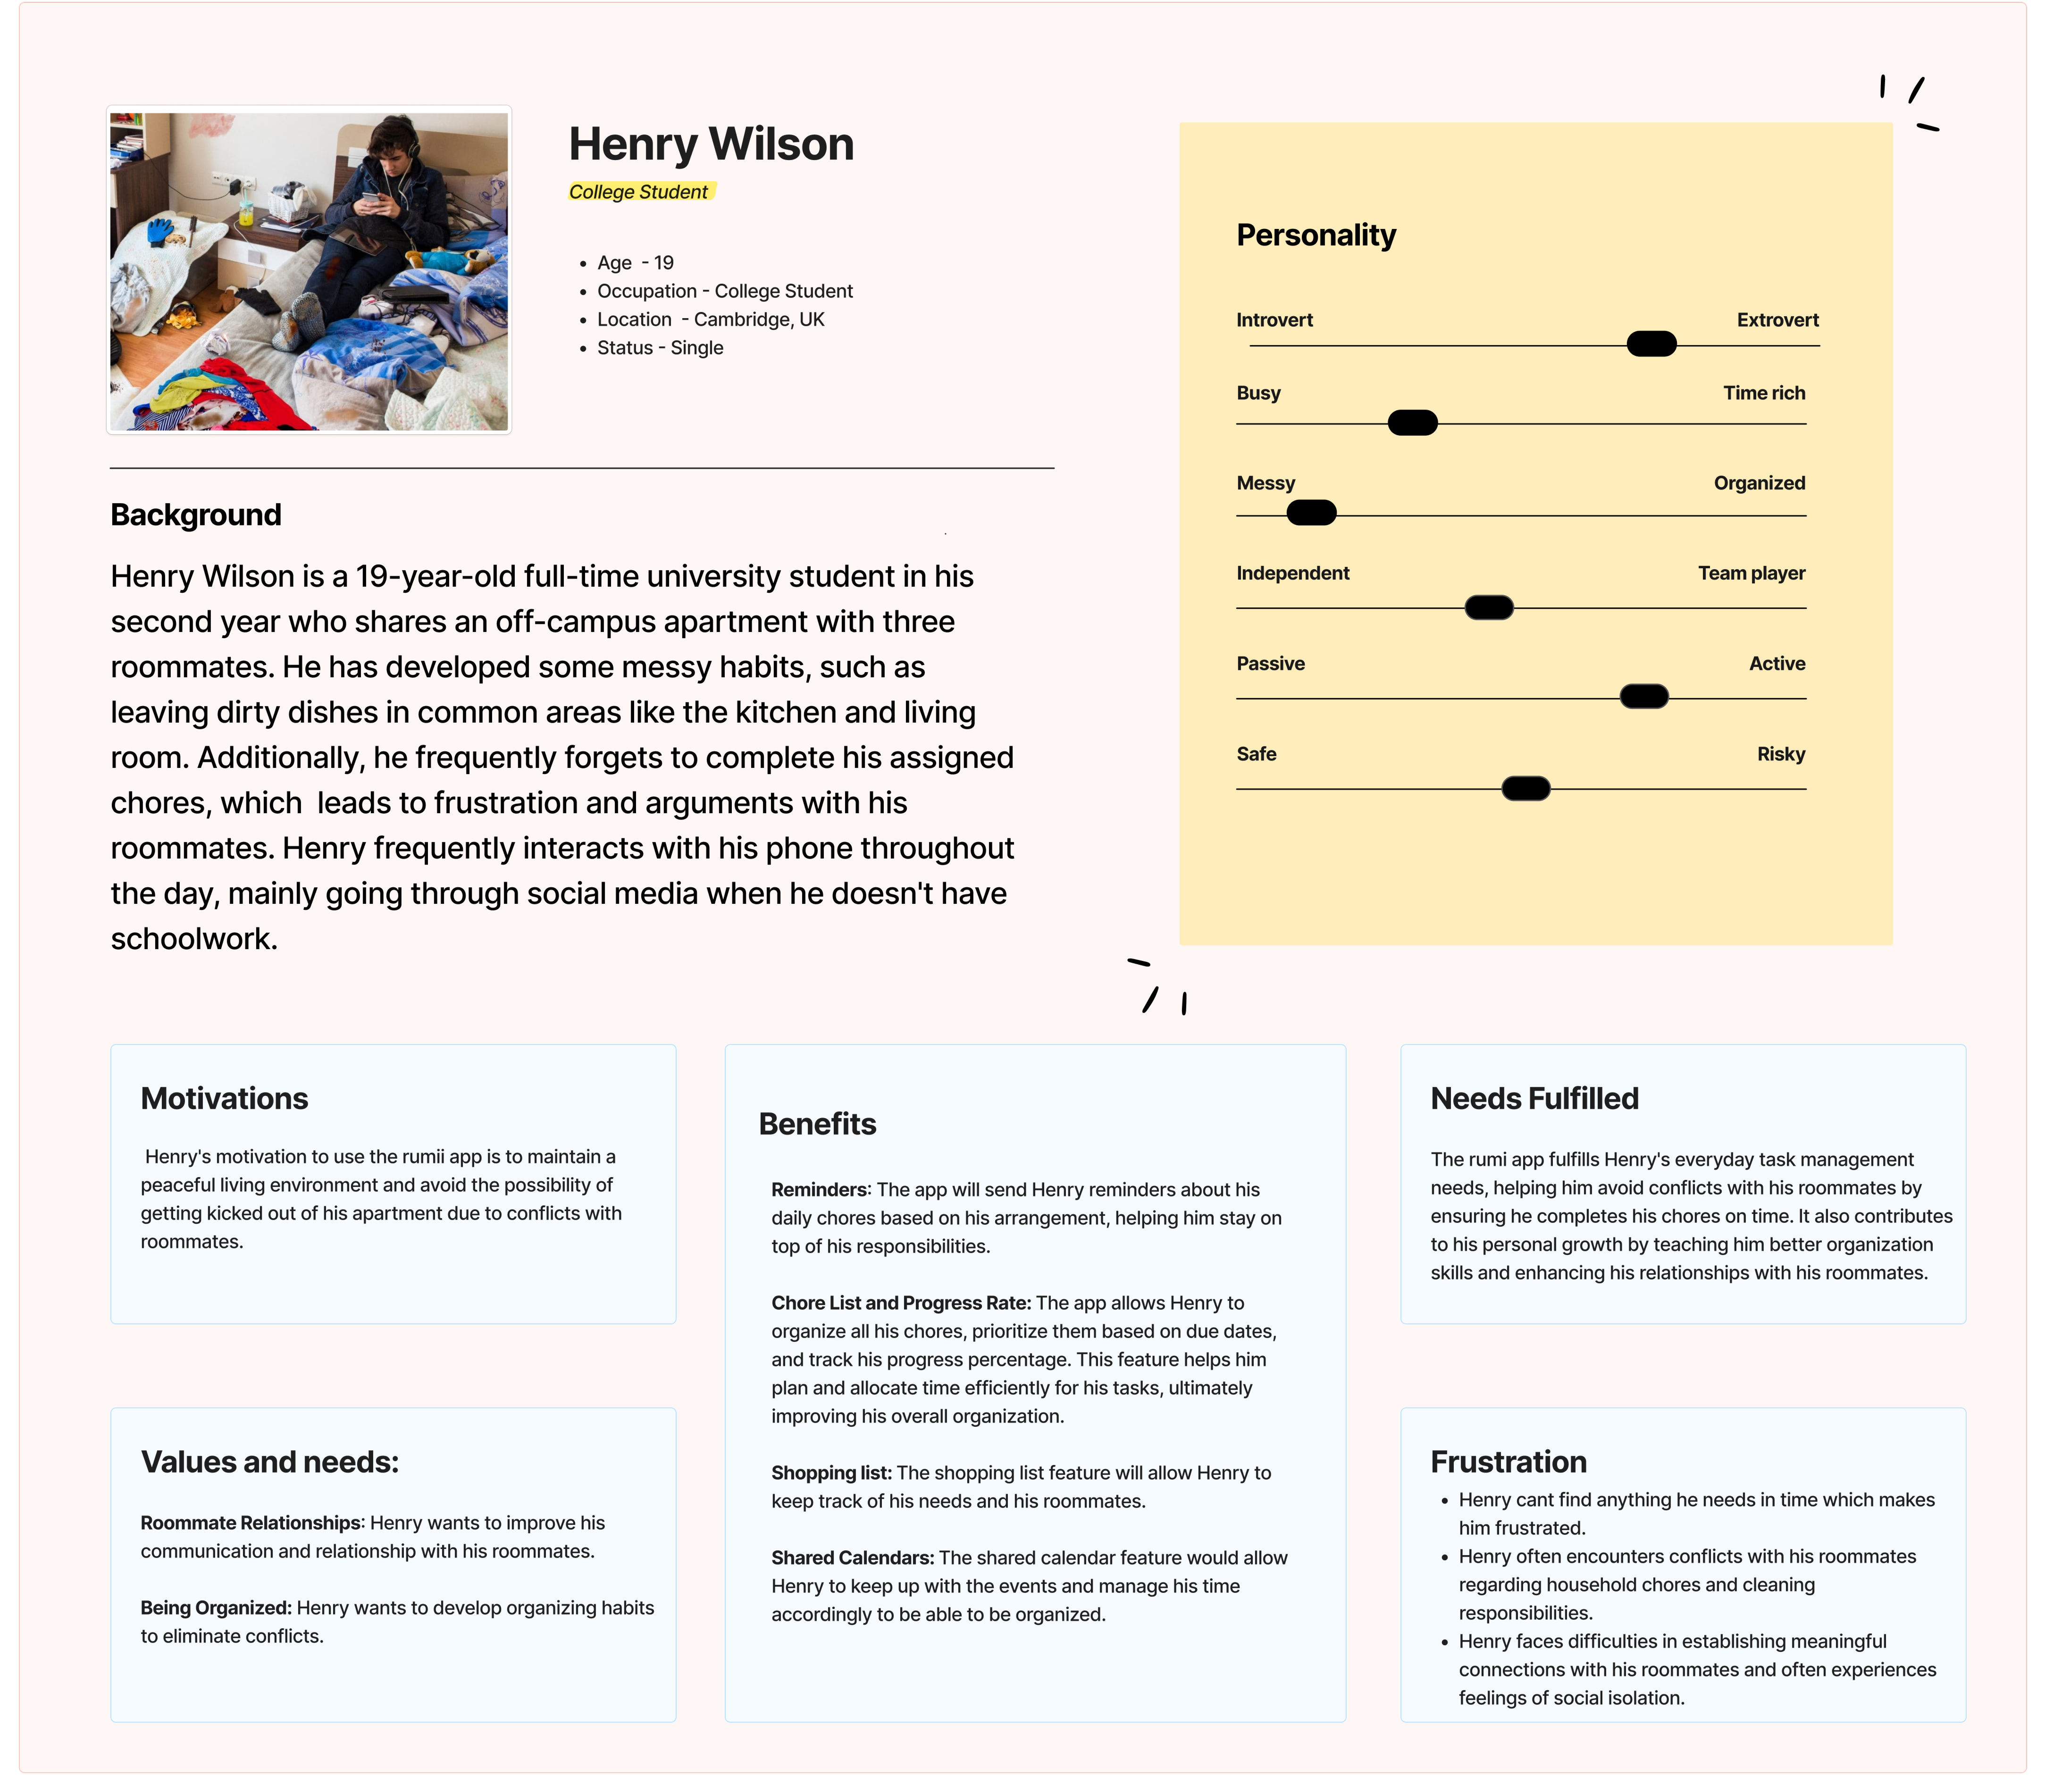 Henry Wilson
College Student
Age - 19
Occupation - College Student
Location - Cambridge, UK
Status - Single
Background
Henry Wilson is a 19-year-old full-time university student in his
second year who shares an off-campus apartment with three
roommates. He has developed some messy habits, such as
leaving dirty dishes in common areas like the kitchen and living
room. Additionally, he frequently forgets to complete his assigned
chores, which leads to frustration and arguments with his
roommates. Henry frequently interacts with his phone throughout
the day, mainly going through social media when he doesn't have
schoolwork.
Personality
Introvert Extrovert
Busy Time rich
Messy Organized
Independent Team player
Passive Active
Safe Risky
Motivations
Henry's motivation to use the rumii app is to maintain a
peaceful living environment and avoid the possibility of
getting kicked out of his apartment due to conflicts with
roommates.
Values and needs:
Roommate Relationships: Henry wants to improve his
communication and relationship with his roommates.
Being Organized: Henry wants to develop organizing habits
to eliminate conflicts.
Benefits
Reminders: The app will send Henry reminders about his
daily chores based on his arrangement, helping him stay on
top of his responsibilities.
Chore List and Progress Rate: The app allows Henry to
organize all his chores, prioritize them based on due dates,
and track his progress percentage. This feature helps him
plan and allocate time efficiently for his tasks, ultimately
improving his overall organization.
Shopping list: The shopping list feature will allow Henry to
keep track of his needs and his roommates.
Shared Calendars: The shared calendar feature would allow
Henry to keep up with the events and manage his time
accordingly to be able to be organized.
Needs Fulfilled
The rumi app fulfills Henry's everyday task management
needs, helping him avoid conflicts with his roommates by
ensuring he completes his chores on time. It also contributes
to his personal growth by teaching him better organization
skills and enhancing his relationships with his roommates.
Frustration
Henry cant find anything he needs in time which makes
him frustrated.
Henry often encounters conflicts with his roommates
regarding household chores and cleaning
responsibilities.
Henry faces difficulties in establishing meaningful
connections with his roommates and often experiences
feelings of social isolation.